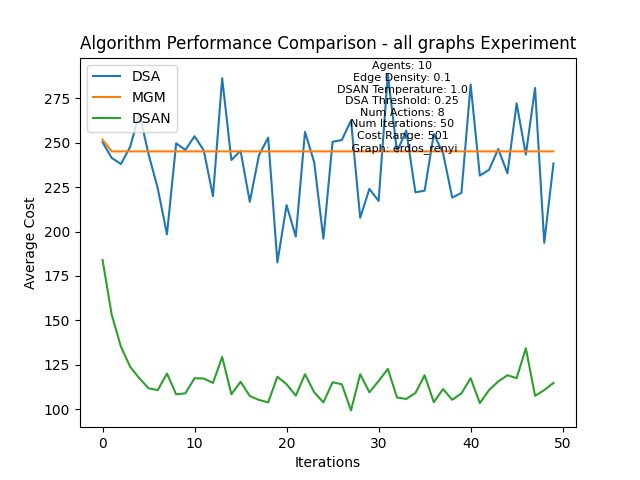 Algorithm Performance Comparison - all graphs Experiment
DSA
MGM
DSAN
Agents: 10
Edge Density: 0.1
DSAN Temperature: 1.0
DSA Threshold: 0.25
Num Actions: 8
Num Iterations: 50
Cost Range: 501
Graph: erdos_renyi
Average Cost
275
250
225
200
175
150
125
100
0
10
20
30
40
50
Iterations